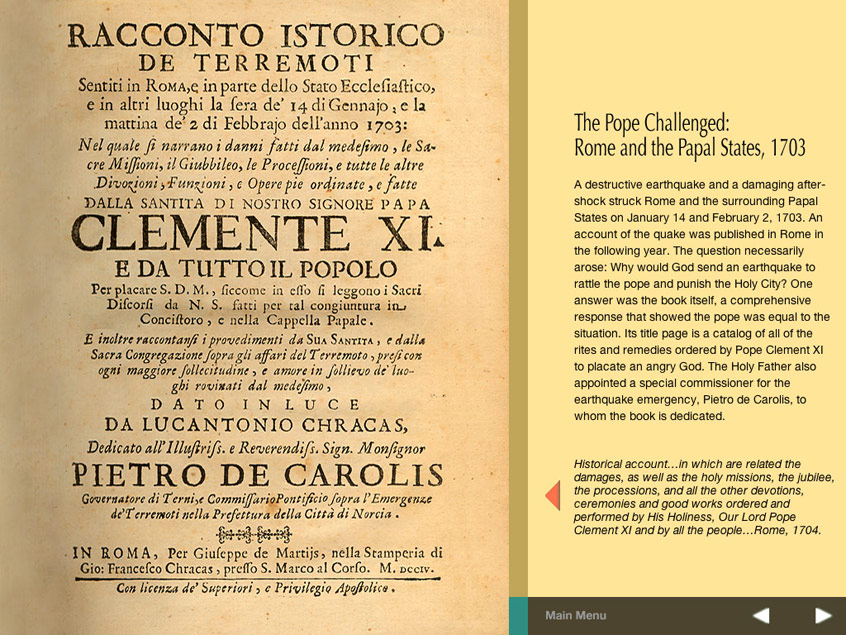 RACCONTO ISTORICO
DE TERREMOTI
Sentiti in ROMA, e in parte dello Stato Ecclesiastico,
e in altri luoghi la sera de' 14 di Gennajo, e la
mattina de' 2 di Febbrajo dell'anno 1703:
Nel quale si narrano i danni fatti dal medesimo, le Sa-
cre Missioni, il Giubbileo, le Processioni, e tutte le altre
Divozioni, Funzioni, e Opere pie ordinate, e fatte
DALLA SANTITA DI NOSTRO SIGNORE PAPA
CLEMENTE XI.
E DA TUTTO IL POPOLO
Per placare S. D. M., siccome in esso si leggono i Sacri
Discorsi da N. S. fatti per tal congiuntura in
Concistoro, e nella Cappella Papale.
E inoltre raccontansi i provedimenti da SUA SANTITA, e dalla
Sacra Congregazione sopra gli affari del Terremoto, presi con
ogni maggiore sollecitudine, e amore in sollievo de' luo-
ghi rovinati dal medesimo,
DATO IN LUCE
DA LUCANTONIO CHRACAS,
Dedicato all'Illustriss. e Reverendiss. Sign. Monsignor
PIETRO DE CAROLIS
Governatore di Terni, e Commissario Pontificio sopra l'Emergenze
de' Terremoti nella Prefettura della Città di Norcia.
IN ROMA, Per Giuseppe de Martijs, nella Stamperia di
Gio: Francesco Chracas, presso S. Marco al Corso. M. DCCIV.
Con licenza de' Superiori, e Privilegio Apostolico.
The Pope Challenged:
Rome and the Papal States, 1703
A destructive earthquake and a damaging after-
shock struck Rome and the surrounding Papal
States on January 14 and February 2, 1703. An
account of the quake was published in Rome in
the following year. The question necessarily
arose: Why would God send an earthquake to
rattle the pope and punish the Holy City? One
answer was the book itself, a comprehensive
response that showed the pope was equal to the
situation. Its title page is a catalog of all of the
rites and remedies ordered by Pope Clement XI
to placate an angry God. The Holy Father also
appointed a special commissioner for the
earthquake emergency, Pietro de Carolis, to
whom the book is dedicated.
Historical account…in which are related the
damages, as well as the holy missions, the jubilee,
the processions, and all the other devotions,
ceremonies and good works ordered and
performed by His Holiness, Our Lord Pope
Clement XI and by all the people…Rome, 1704.
Main Menu